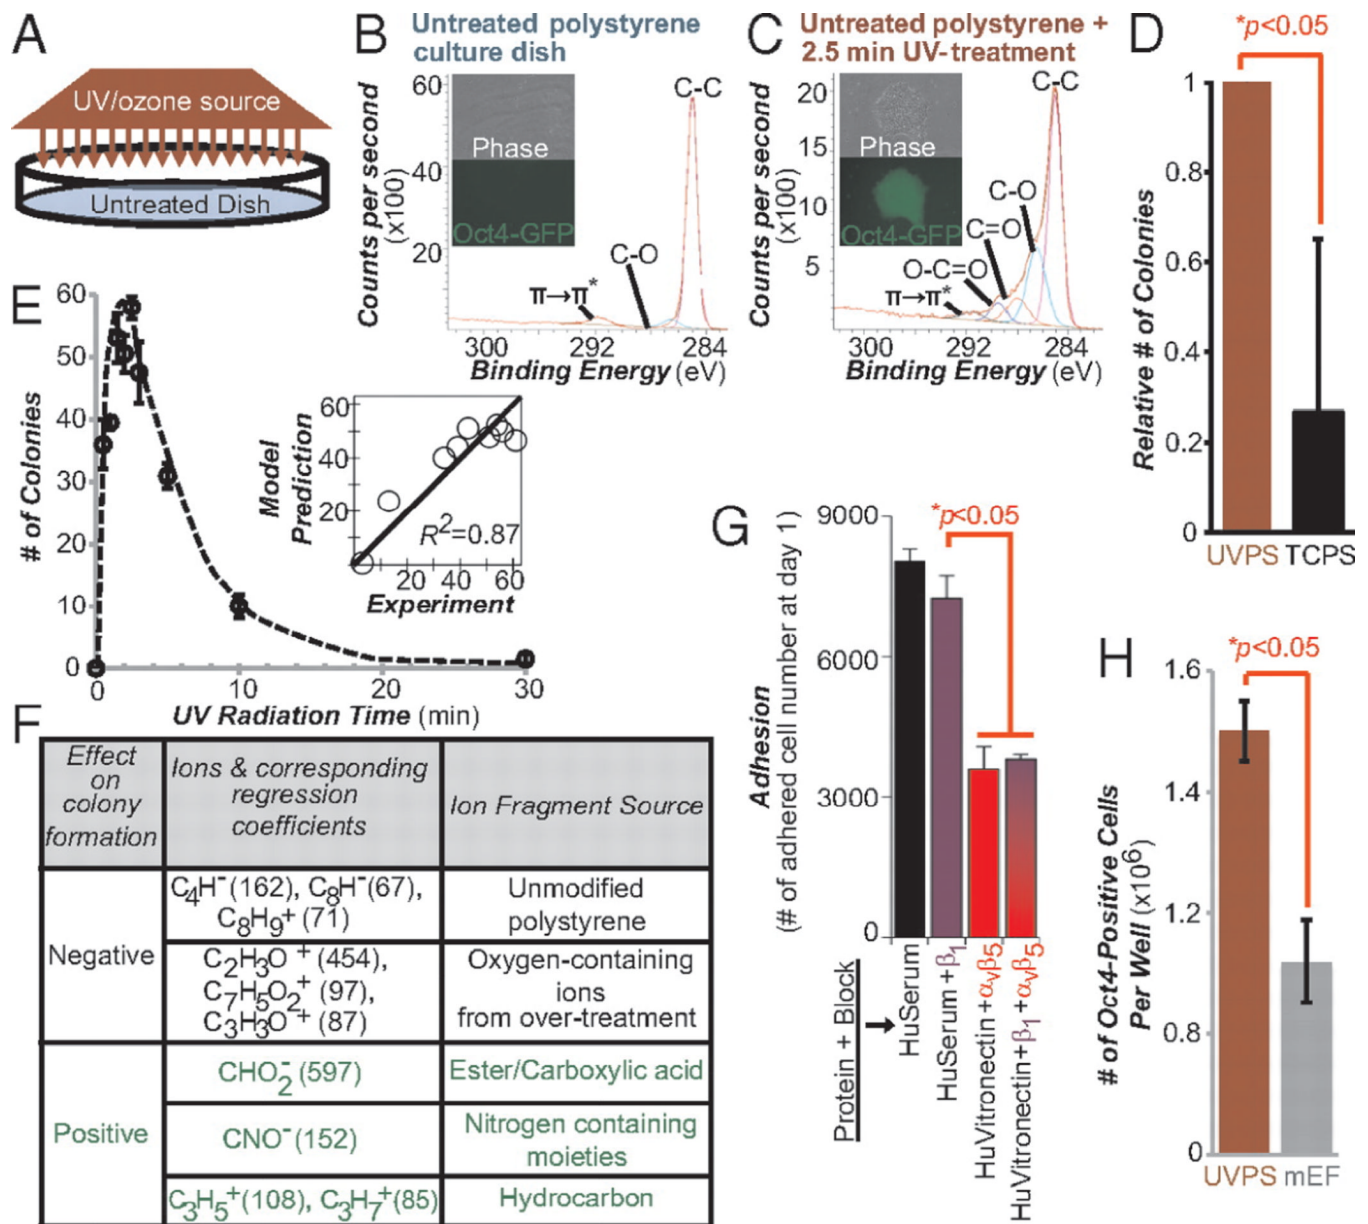 A
UV/ozone source
Untreated Dish
B
Untreated polystyrene
culture dish
Counts per second
(x100)
60
40
20
Phase
Oct4-GFP
C-C
C-O
π→π*
300
292
284
Binding Energy (eV)
C
Untreated polystyrene +
2.5 min UV-treatment
Counts per second
(x100)
20
15
10
5
Phase
Oct4-GFP
C-C
C-O
C=O
O-C=O
π→π*
300
292
284
Binding Energy (eV)
D
*p<0.05
Relative # of Colonies
1
0.8
0.6
0.4
0.2
0
UVPS
TCPS
E
# of Colonies
60
50
40
30
20
10
0
0
10
20
30
UV Radiation Time (min)
Model
Prediction
60
40
20
R²=0.87
20
40
60
Experiment
F
Effect
on
colony
formation
Ions & corresponding
regression
coefficients
Ion Fragment Source
Negative
C₄H⁻(162), C₈H⁻(67),
C₈H₉⁺(71)
Unmodified
polystyrene
C₂H₃O⁺(454),
C₇H₅O₂⁺(97),
C₃H₃O⁺(87)
Oxygen-containing
ions
from over-treatment
Positive
CHO₂⁻(597)
Ester/Carboxylic acid
CNO⁻(152)
Nitrogen containing
moieties
C₃H₅⁺(108), C₃H₇⁺(85)
Hydrocarbon
G
*p<0.05
Adhesion
(# of adhered cell number at day 1)
9000
6000
3000
0
Protein + Block
HuSerum
HuSerum+β₁
HuVitronectin+αᵥβ₅
HuVitronectin+β₁+αᵥβ₅
H
*p<0.05
# of Oct4-Positive Cells
Per Well (x10⁶)
1.6
1.4
1.2
0.8
0
UVPS
mEF